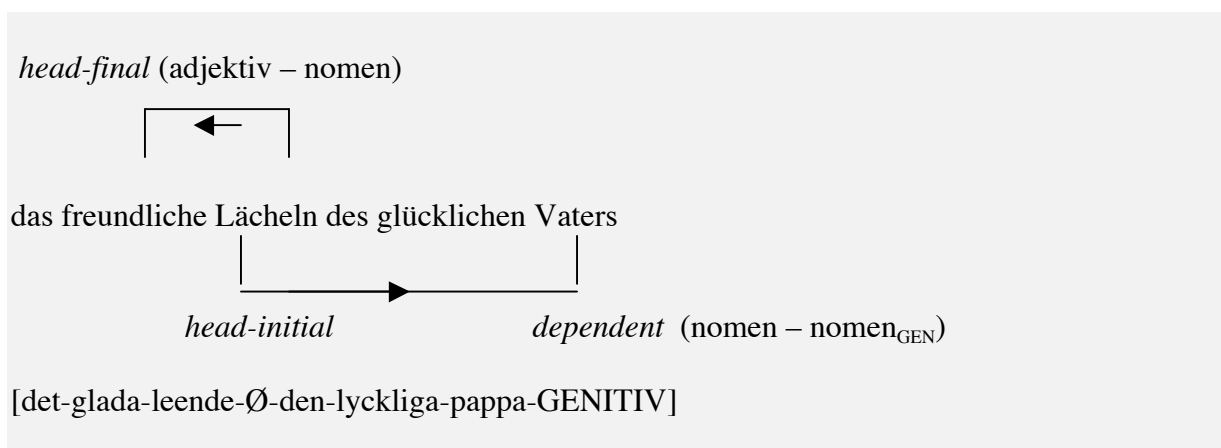 head-final (adjektiv – nomen)
das freundliche Lächeln des glücklichen Vaters
head-initial dependent (nomen – nomenGEN)
[det-glada-leende-Ø-den-lyckliga-pappa-GENITIV]